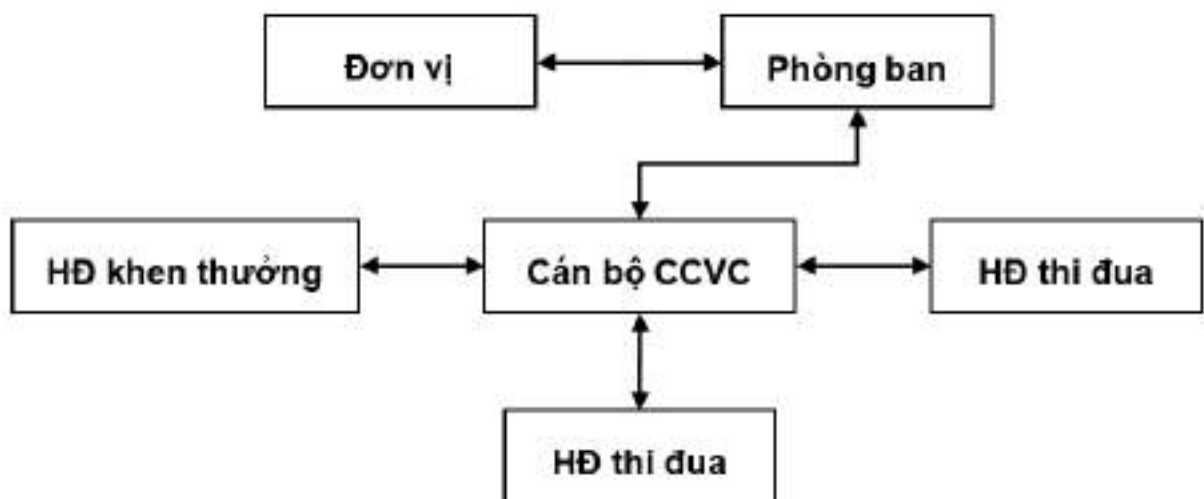 Đơn vị
Phòng ban
HĐ khen thưởng
Cán bộ CCVC
HĐ thi đua
HĐ thi đua